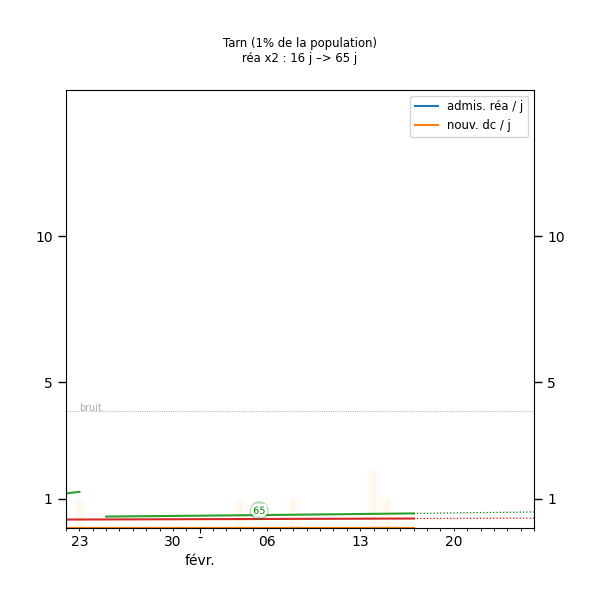 Tarn (1% de la population)
réa x2 : 16 j –> 65 j
admis. réa / j
nouv. dc / j
10 10
5 5
bruit
65
1 1
23 30 - 06 13 20
févr.